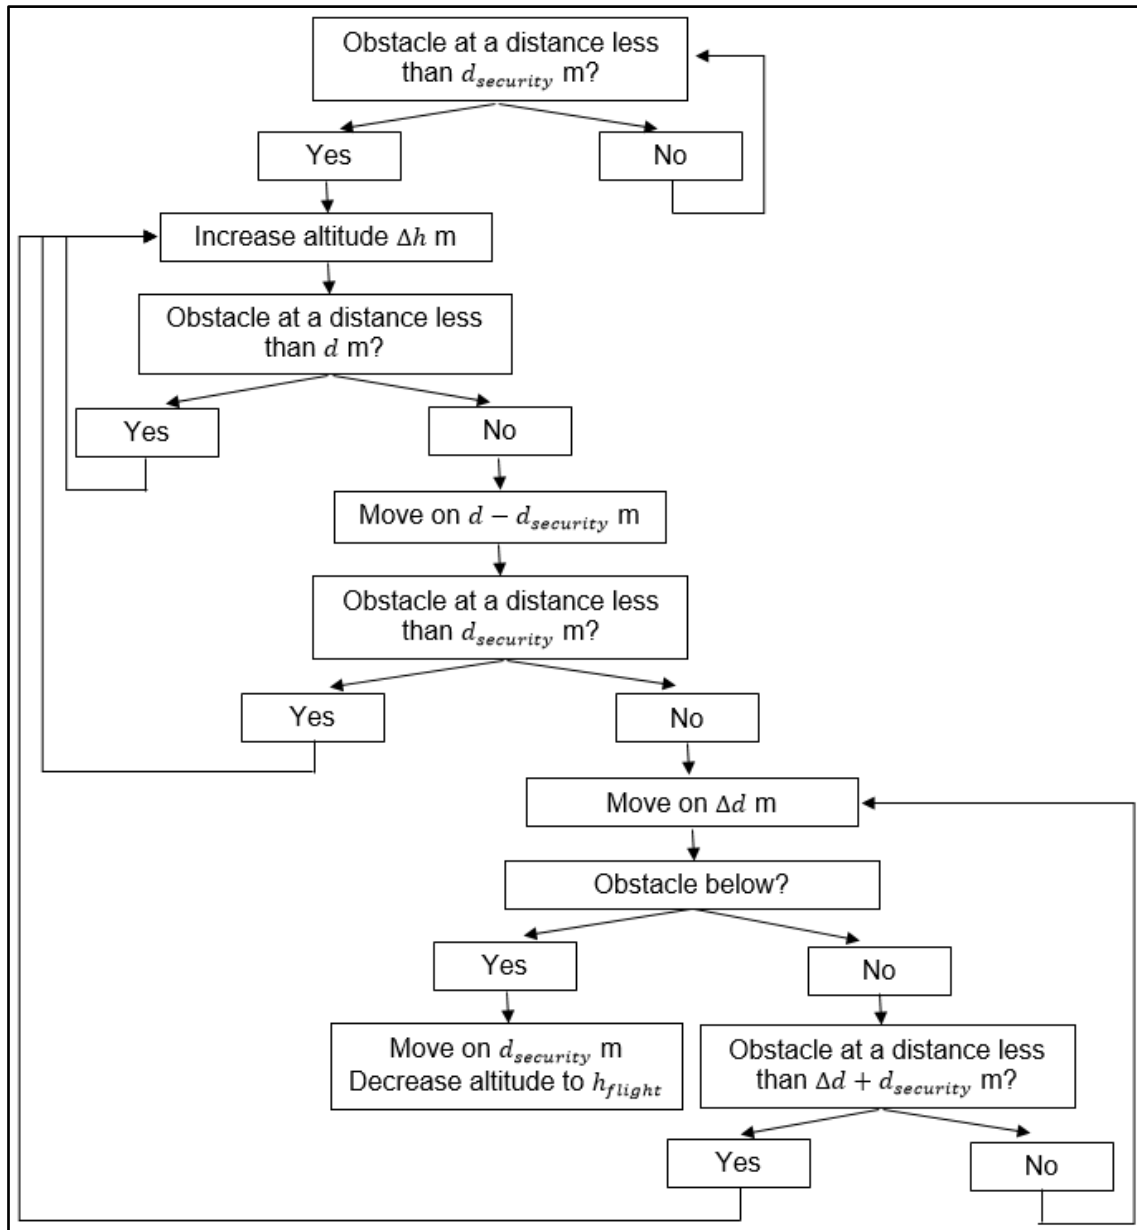 Obstacle at a distance less
than d_security m?
Yes
No
Increase altitude Δh m
Obstacle at a distance less
than d m?
Yes
No
Move on d − d_security m
Obstacle at a distance less
than d_security m?
Yes
No
Move on Δd m
Obstacle below?
Yes
No
Move on d_security m
Decrease altitude to h_flight
Obstacle at a distance less
than Δd + d_security m?
Yes
No